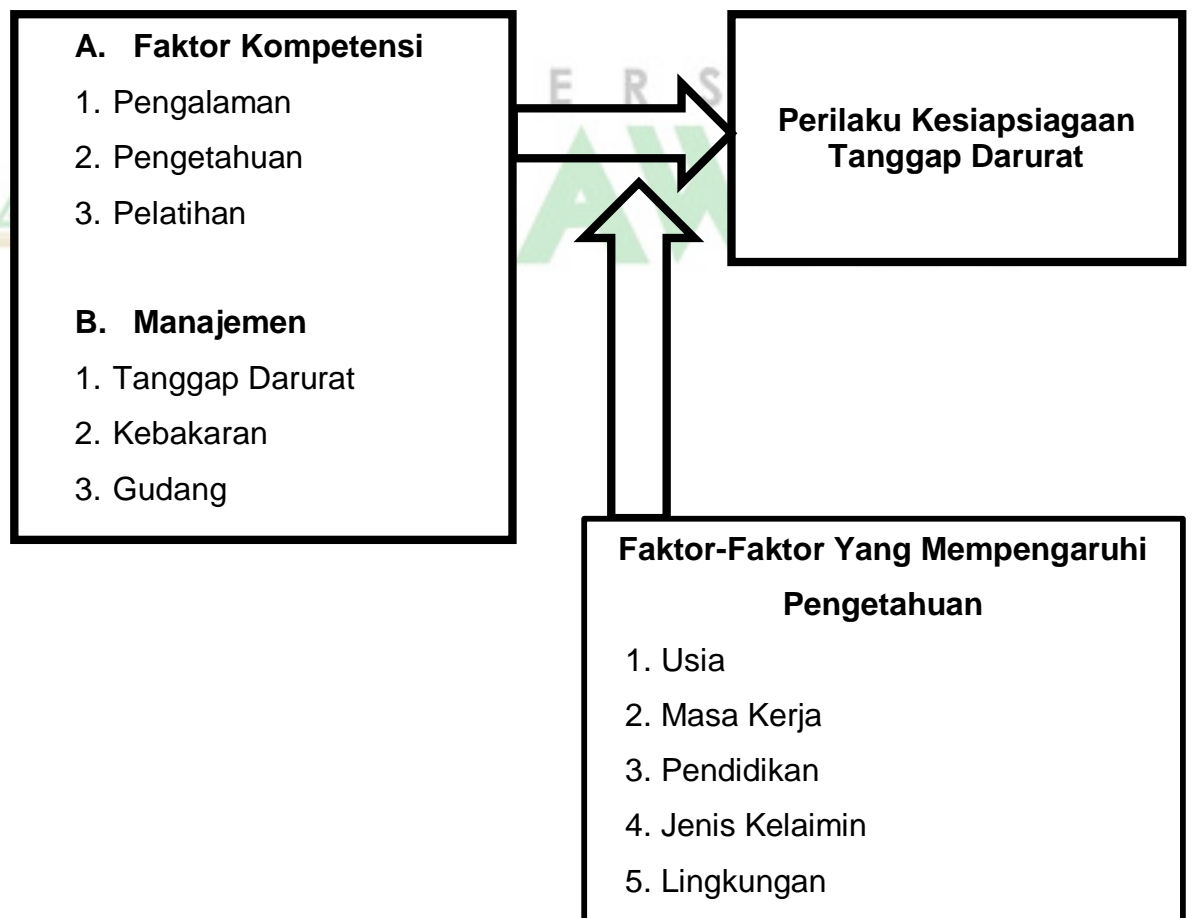 A. Faktor Kompetensi
1. Pengalaman
2. Pengetahuan
3. Pelatihan
B. Manajemen
1. Tanggap Darurat
2. Kebakaran
3. Gudang
E R S
Perilaku Kesiapsiagaan
Tanggap Darurat
Faktor-Faktor Yang Mempengaruhi
Pengetahuan
1. Usia
2. Masa Kerja
3. Pendidikan
4. Jenis Kelaimin
5. Lingkungan